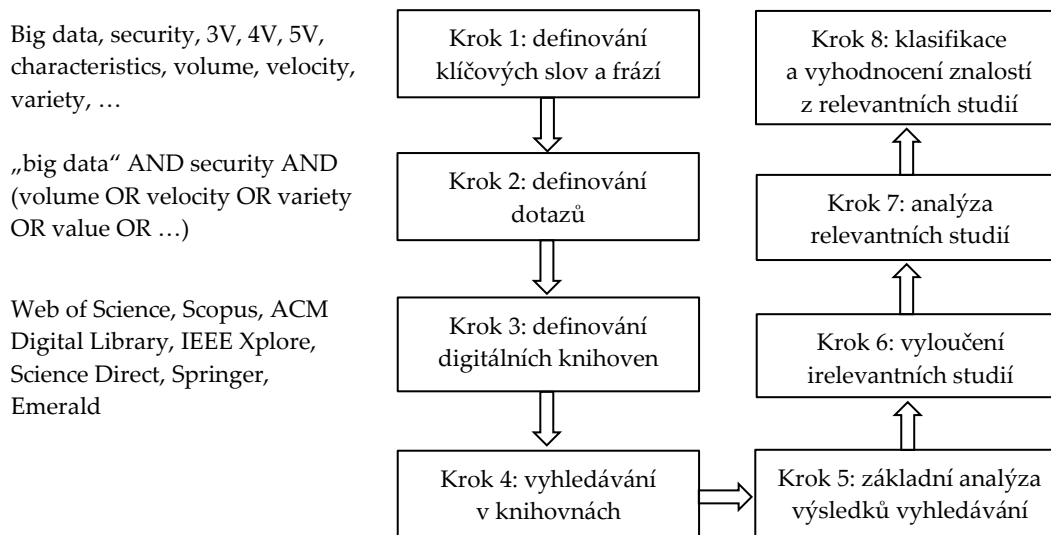 Big data, security, 3V, 4V, 5V,
characteristics, volume, velocity,
variety, …
Krok 1: definování
klíčových slov a frází
„big data“ AND security AND
(volume OR velocity OR variety
OR value OR …)
Krok 2: definování
dotazů
Web of Science, Scopus, ACM
Digital Library, IEEE Xplore,
Science Direct, Springer,
Emerald
Krok 3: definování
digitálních knihoven
Krok 4: vyhledávání
v knihovnách
Krok 5: základní analýza
výsledků vyhledávání
Krok 6: vyloučení
irelevantních studií
Krok 7: analýza
relevantních studií
Krok 8: klasifikace
a vyhodnocení znalostí
z relevantních studií